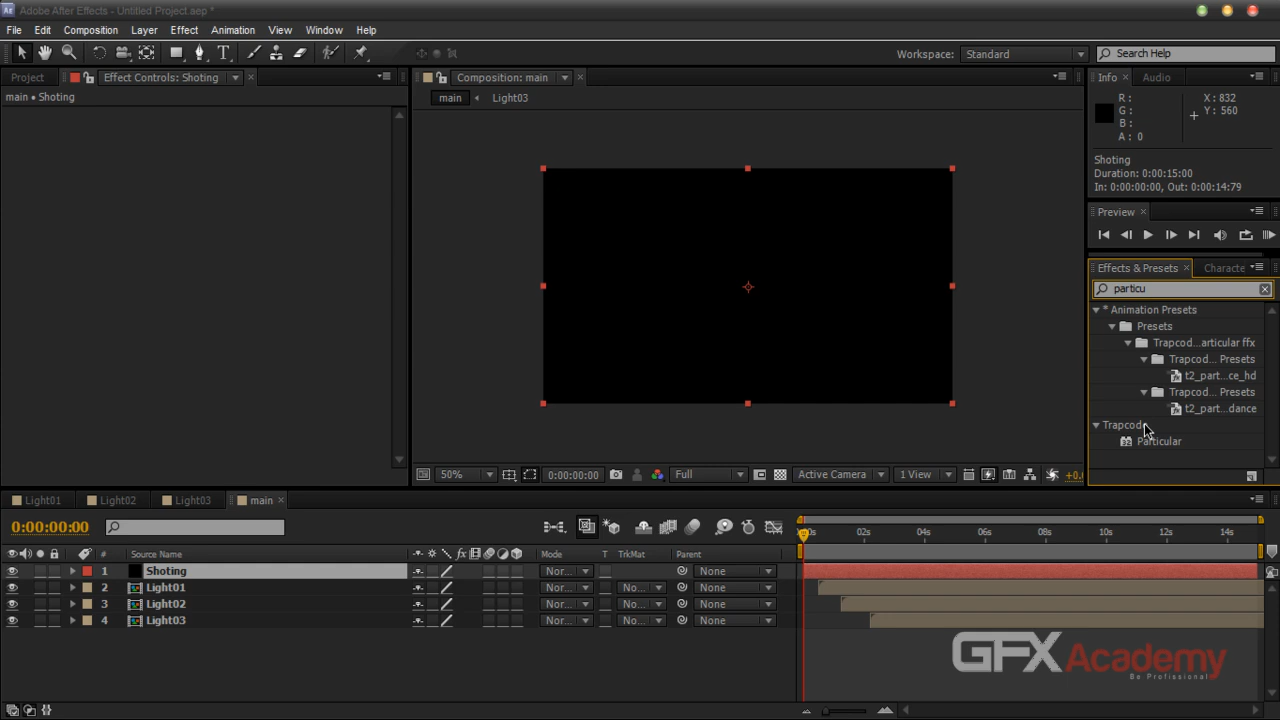 Adobe After Effects - Untitled Project.aep *
File Edit Composition Layer Effect Animation View Window Help
Workspace: Standard
Search Help
Project
Effect Controls: Shoting
main • Shoting
Composition: main
main
Light03
Info
Audio
R :
G :
B :
A : 0
X : 832
Y : 560
Shoting
Duration: 0:00:15:00
In: 0:00:00:00, Out: 0:00:14:79
Preview
Effects & Presets
Characte
particu
* Animation Presets
Presets
Trapcod...articular ffx
Trapcod... Presets
t2_part...ce_hd
Trapcod... Presets
t2_part...dance
Trapcod
Particular
50%
0:00:00:00
Full
Active Camera
1 View
+0.
Light01
Light02
Light03
main
0:00:00:00
02s 04s 06s 08s 10s 12s 14s
# Source Name
Mode T TrkMat Parent
1 Shoting Nor... None
2 Light01 Nor... No... None
3 Light02 Nor... No... None
4 Light03 Nor... No... None
GFXAcademy
Be Profissional